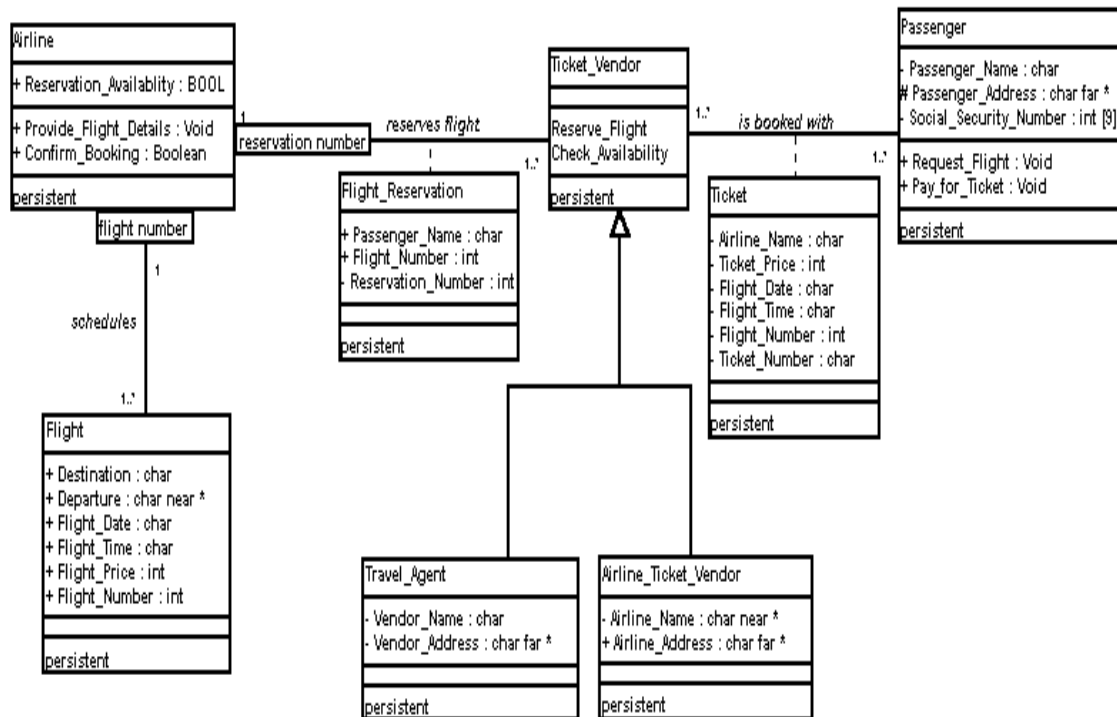 Airline
+ Reservation_Availablity : BOOL
+ Provide_Flight_Details : Void
+ Confirm_Booking : Boolean
persistent
flight number
1
reservation number
reserves flight
1..*
Flight_Reservation
+ Passenger_Name : char
+ Flight_Number : int
- Reservation_Number : int
persistent
Ticket_Vendor
Reserve_Flight
Check_Availability
persistent
1..*
is booked with
1..*
Ticket
- Airline_Name : char
- Ticket_Price : int
- Flight_Date : char
- Flight_Time : char
- Flight_Number : int
- Ticket_Number : char
persistent
Passenger
- Passenger_Name : char
# Passenger_Address : char far *
- Social_Security_Number : int [9]
+ Request_Flight : Void
+ Pay_for_Ticket : Void
persistent
1
schedules
1..*
Flight
+ Destination : char
+ Departure : char near *
+ Flight_Date : char
+ Flight_Time : char
+ Flight_Price : int
+ Flight_Number : int
persistent
Travel_Agent
- Vendor_Name : char
- Vendor_Address : char far *
persistent
Airline_Ticket_Vendor
- Airline_Name : char near *
+ Airline_Address : char far *
persistent